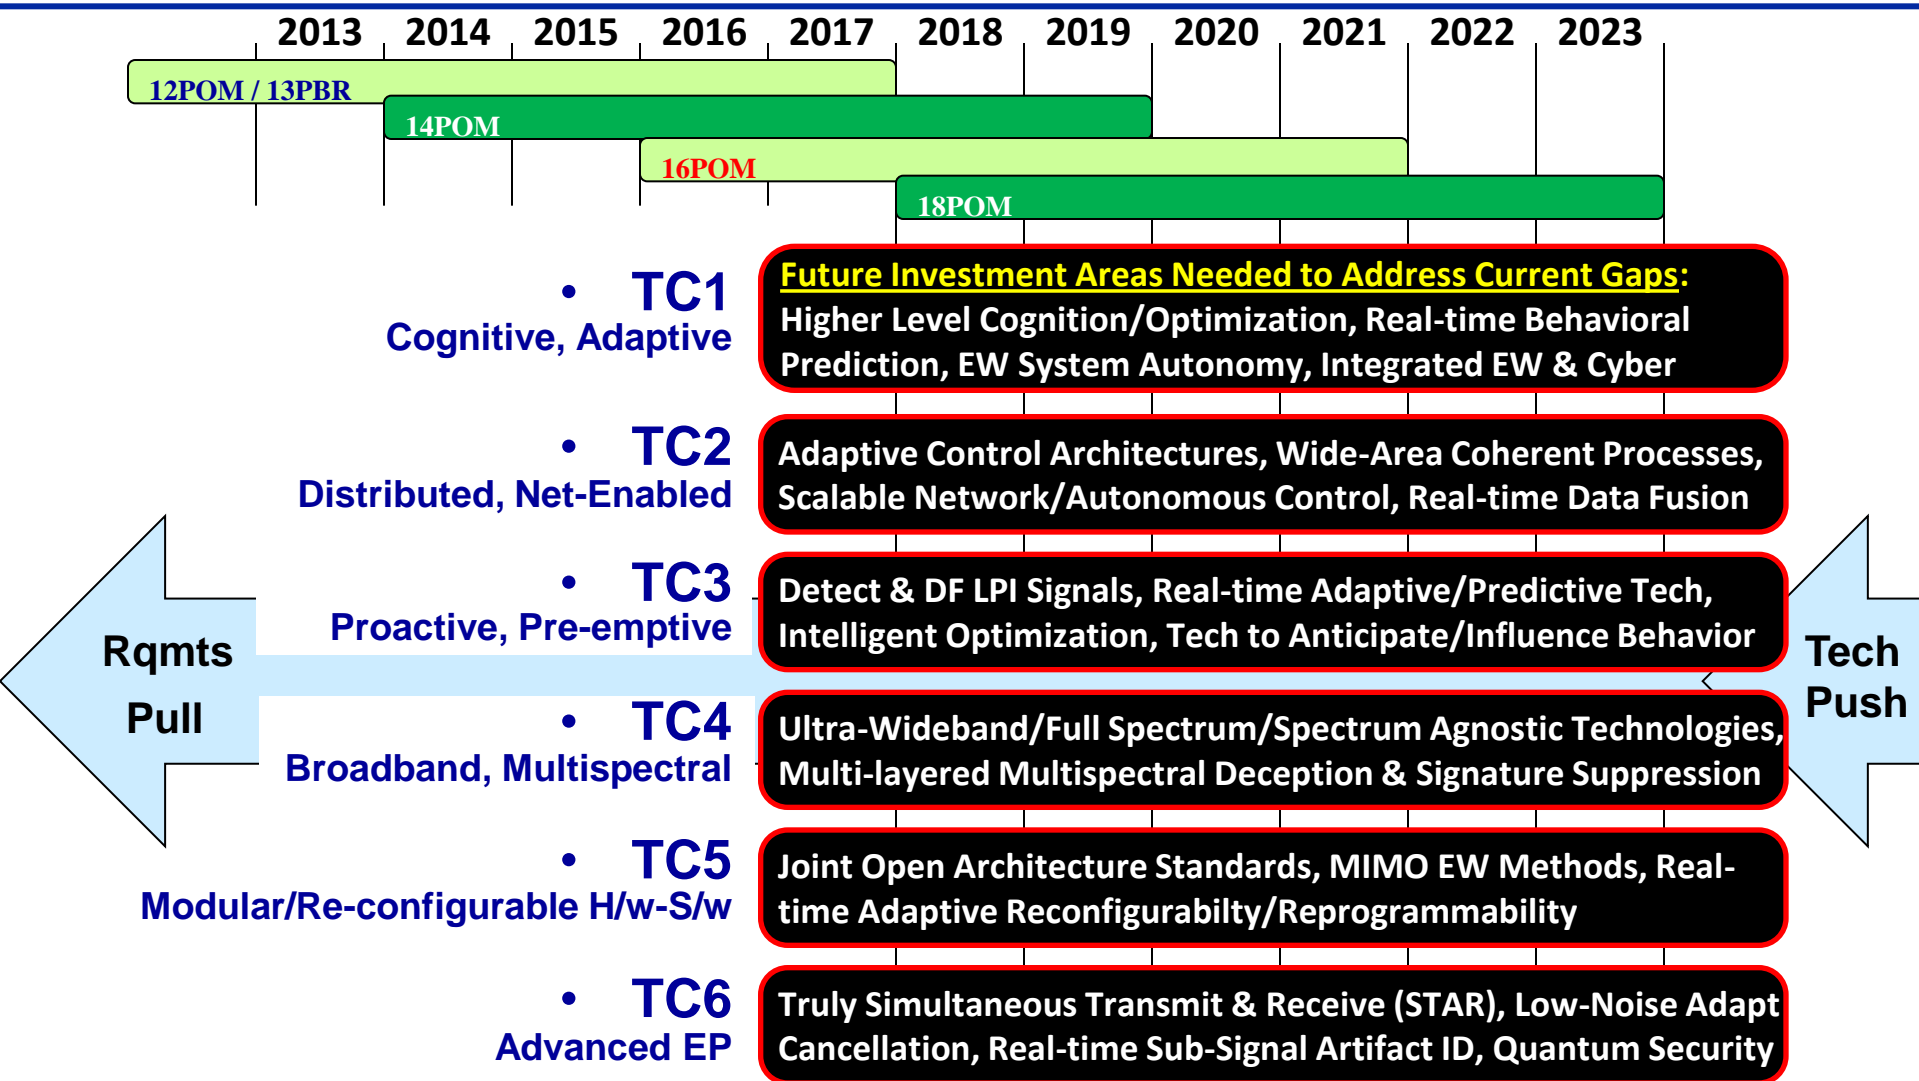 2013 2014 2015 2016 2017 2018 2019 2020 2021 2022 2023
12POM / 13PBR
14POM
16POM
18POM
• TC1
Cognitive, Adaptive
Future Investment Areas Needed to Address Current Gaps:
Higher Level Cognition/Optimization, Real-time Behavioral
Prediction, EW System Autonomy, Integrated EW & Cyber
• TC2
Distributed, Net-Enabled
Adaptive Control Architectures, Wide-Area Coherent Processes,
Scalable Network/Autonomous Control, Real-time Data Fusion
• TC3
Proactive, Pre-emptive
Detect & DF LPI Signals, Real-time Adaptive/Predictive Tech,
Intelligent Optimization, Tech to Anticipate/Influence Behavior
Rqmts
Pull
Tech
Push
• TC4
Broadband, Multispectral
Ultra-Wideband/Full Spectrum/Spectrum Agnostic Technologies,
Multi-layered Multispectral Deception & Signature Suppression
• TC5
Modular/Re-configurable H/w-S/w
Joint Open Architecture Standards, MIMO EW Methods, Real-
time Adaptive Reconfigurabilty/Reprogrammability
• TC6
Advanced EP
Truly Simultaneous Transmit & Receive (STAR), Low-Noise Adapt
Cancellation, Real-time Sub-Signal Artifact ID, Quantum Security